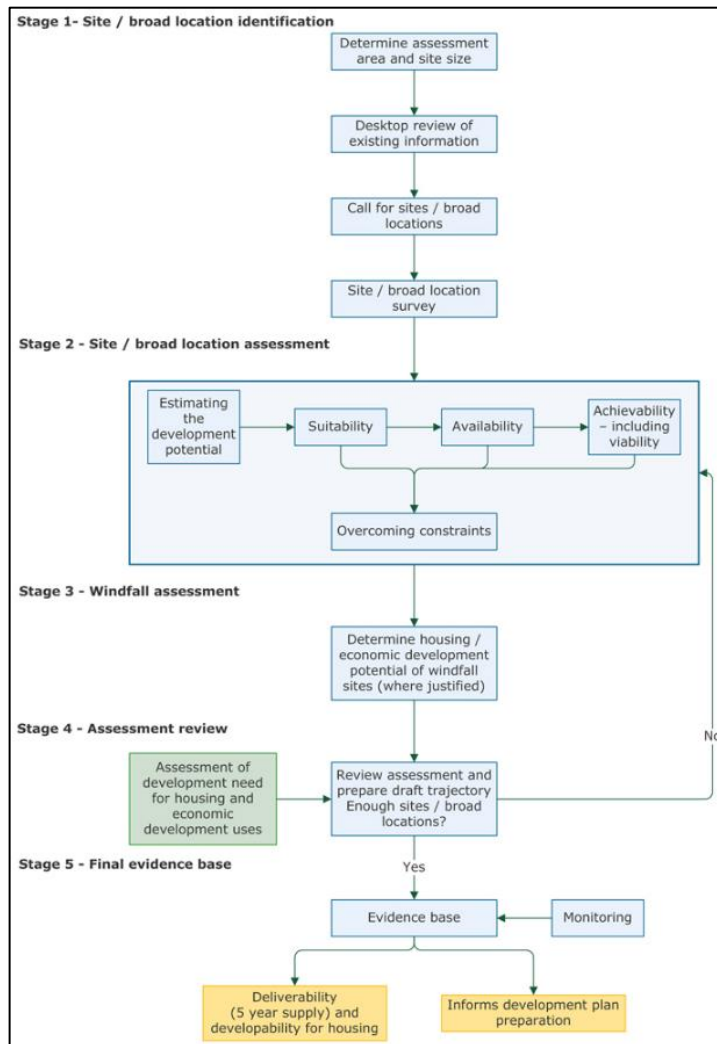 Stage 1- Site / broad location identification
Determine assessment
area and site size
Desktop review of
existing information
Call for sites / broad
locations
Site / broad location
survey
Stage 2 - Site / broad location assessment
Estimating
the
development
potential
Suitability
Availability
Achievability
– including
viability
Overcoming constraints
Stage 3 - Windfall assessment
Determine housing /
economic development
potential of windfall
sites (where justified)
Stage 4 - Assessment review
No
Assessment of
development need
for housing and
economic
development uses
Review assessment and
prepare draft trajectory
Enough sites / broad
locations?
Stage 5 - Final evidence base
Yes
Evidence base
Monitoring
Deliverability
(5 year supply) and
developability for housing
Informs development plan
preparation